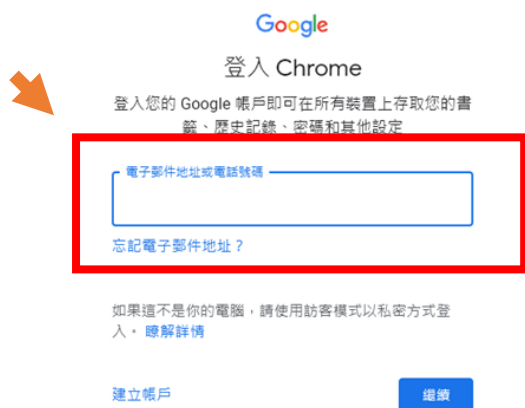 Google
登入 Chrome
登入您的 Google 帳戶即可在所有裝置上存取您的書
籤、歷史記錄、密碼和其他設定
電子郵件地址或電話號碼
忘記電子郵件地址？
如果這不是你的電腦，請使用訪客模式以私密方式登
入。瞭解詳情
建立帳戶
繼續